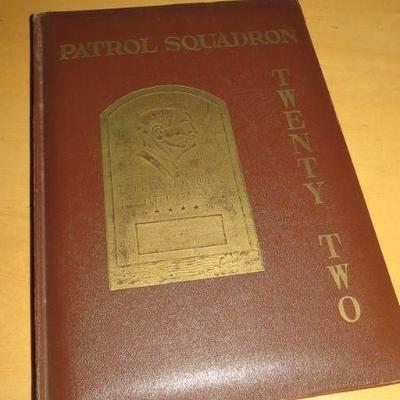 PATROL SQUADRON
TWENTY TWO